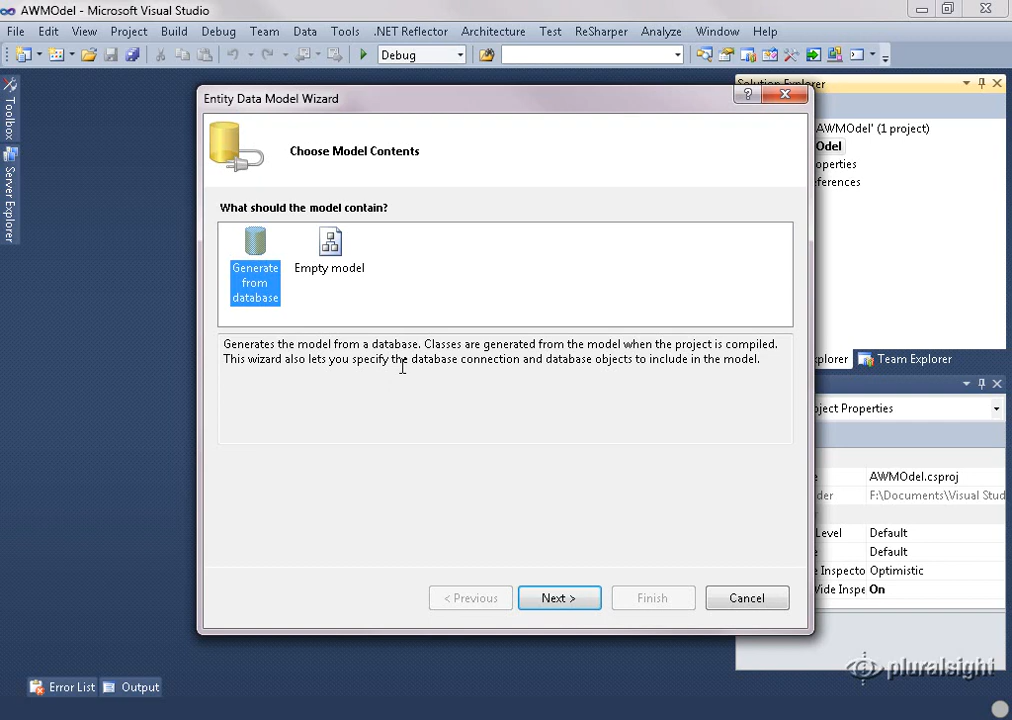 AWMOdel - Microsoft Visual Studio
File Edit View Project Build Debug Team Data Tools .NET Reflector Architecture Test ReSharper Analyze Window Help
Debug
Toolbox
Server Explorer
Solution Explorer
AWMOdel' (1 project)
Odel
operties
eferences
Entity Data Model Wizard
Choose Model Contents
What should the model contain?
Generate
from
database
Empty model
Generates the model from a database. Classes are generated from the model when the project is compiled.
This wizard also lets you specify the database connection and database objects to include in the model.
< Previous
Next >
Finish
Cancel
plorer
Team Explorer
oject Properties
e AWMOdel.csproj
der F:\Documents\Visual Stud
Level Default
e Default
e Inspecto Optimistic
Wide Inspe On
Error List
Output
pluralsight